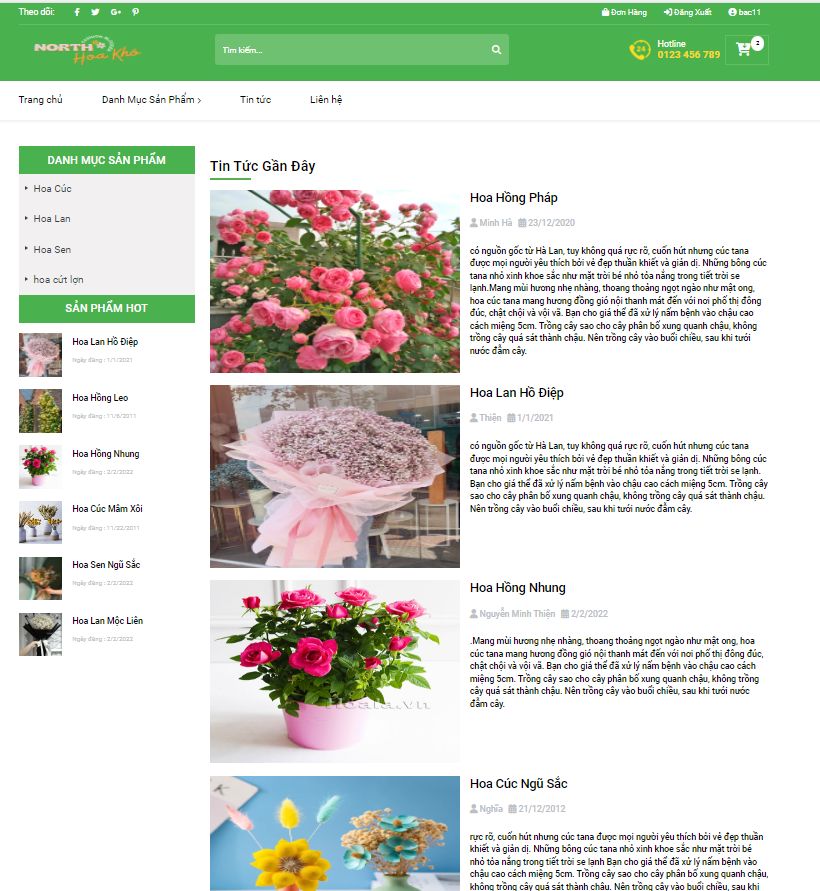 Theo dõi:
Đơn Hàng Đăng Xuất bac11
NORTH
Hoa Khô
Tìm kiếm...
24
Hotline
0123 456 789
2
Trang chủ Danh Mục Sản Phẩm Tin tức Liên hệ
DANH MỤC SẢN PHẨM
Hoa Cúc
Hoa Lan
Hoa Sen
hoa cứt lợn
SẢN PHẨM HOT
Hoa Lan Hồ Điệp
Ngày đăng : 1/1/2021
Hoa Hồng Leo
Ngày đăng : 11/6/2011
Hoa Hồng Nhung
Ngày đăng : 2/2/2022
Hoa Cúc Mâm Xôi
Ngày đăng : 11/22/2011
Hoa Sen Ngũ Sắc
Ngày đăng : 2/2/2022
Hoa Lan Mộc Liên
Ngày đăng : 2/2/2022
Tin Tức Gần Đây
Hoa Hồng Pháp
Minh Hà 23/12/2020
có nguồn gốc từ Hà Lan, tuy không quá rực rỡ, cuốn hút nhưng cúc tana
được mọi người yêu thích bởi vẻ đẹp thuần khiết và giản dị. Những bông cúc
tana nhỏ xinh khoe sắc như mặt trời bé nhỏ tỏa nắng trong tiết trời se
lạnh.Mang mùi hương nhẹ nhàng, thoang thoảng ngọt ngào như mật ong,
hoa cúc tana mang hương đồng gió nội thanh mát đến với nơi phố thị đông
đúc, chật chội và vội vã. Bạn cho giá thể đã xử lý nấm bệnh vào chậu cao
cách miệng 5cm. Trồng cây sao cho cây phân bổ xung quanh chậu, không
trồng cây quá sát thành chậu. Nên trồng cây vào buổi chiều, sau khi tưới
nước đẫm cây.
Hoa Lan Hồ Điệp
Thiện 1/1/2021
có nguồn gốc từ Hà Lan, tuy không quá rực rỡ, cuốn hút nhưng cúc tana
được mọi người yêu thích bởi vẻ đẹp thuần khiết và giản dị. Những bông cúc
tana nhỏ xinh khoe sắc như mặt trời bé nhỏ tỏa nắng trong tiết trời se lạnh.
Bạn cho giá thể đã xử lý nấm bệnh vào chậu cao cách miệng 5cm. Trồng cây
sao cho cây phân bổ xung quanh chậu, không trồng cây quá sát thành chậu.
Nên trồng cây vào buổi chiều, sau khi tưới nước đẫm cây.
Hoa Hồng Nhung
Nguyễn Minh Thiện 2/2/2022
.Mang mùi hương nhẹ nhàng, thoang thoảng ngọt ngào như mật ong, hoa
cúc tana mang hương đồng gió nội thanh mát đến với nơi phố thị đông đúc,
chật chội và vội vã. Bạn cho giá thể đã xử lý nấm bệnh vào chậu cao cách
miệng 5cm. Trồng cây sao cho cây phân bổ xung quanh chậu, không trồng
cây quá sát thành chậu. Nên trồng cây vào buổi chiều, sau khi tưới nước
đẫm cây.
Hoala.vn
Hoa Cúc Ngũ Sắc
Nghĩa 21/12/2012
rực rỡ, cuốn hút nhưng cúc tana được mọi người yêu thích bởi vẻ đẹp thuần
khiết và giản dị. Những bông cúc tana nhỏ xinh khoe sắc như mặt trời bé
nhỏ tỏa nắng trong tiết trời se lạnh Bạn cho giá thể đã xử lý nấm bệnh vào
chậu cao cách miệng 5cm. Trồng cây sao cho cây phân bổ xung quanh chậu,
không trồng cây quá sát thành chậu. Nên trồng cây vào buổi chiều, sau khi